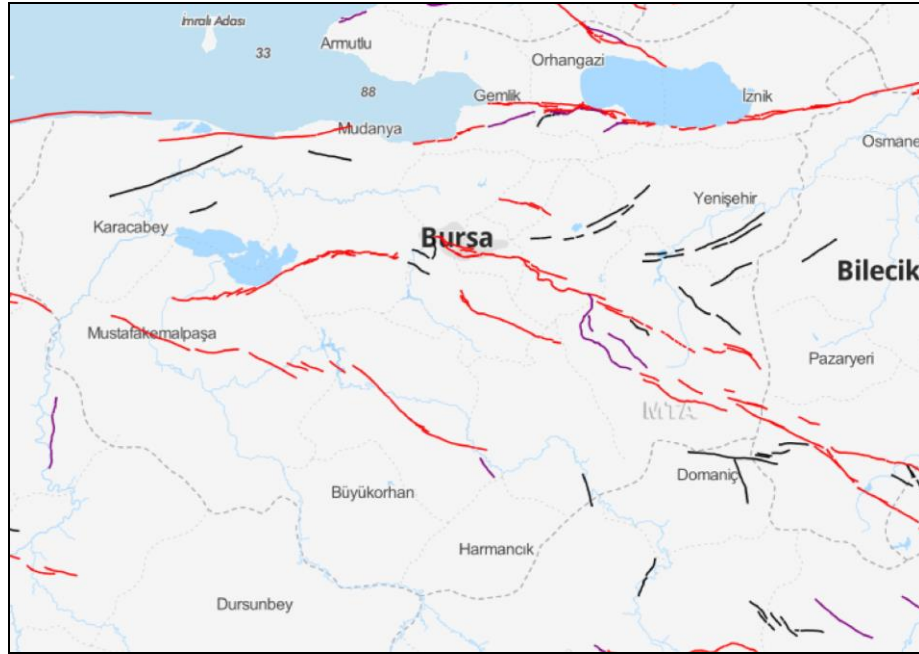 İmralı Adası
33
Armutlu
Orhangazi
88
Gemlik
İznik
Mudanya
Osmane
Yenişehir
Karacabey
Bursa
Bilecik
Mustafakemalpaşa
Pazaryeri
MTA
Domaniç
Büyükorhan
Harmancık
Dursunbey